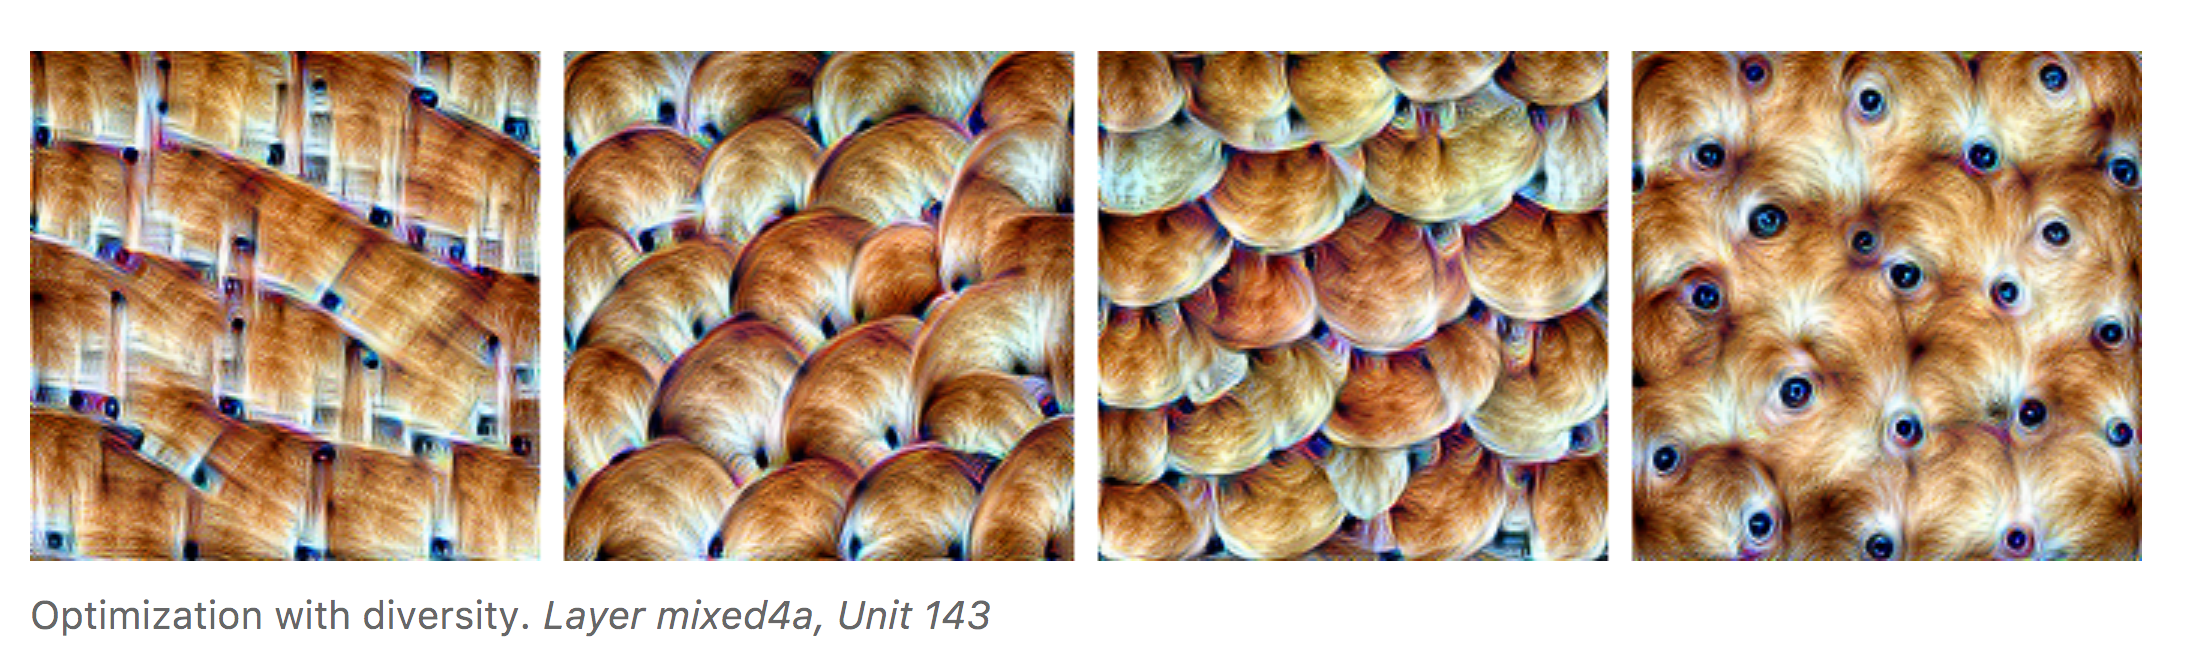 Optimization with diversity. Layer mixed4a, Unit 143